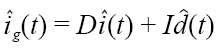 î_g(t) = Dî(t) + Id̂(t)